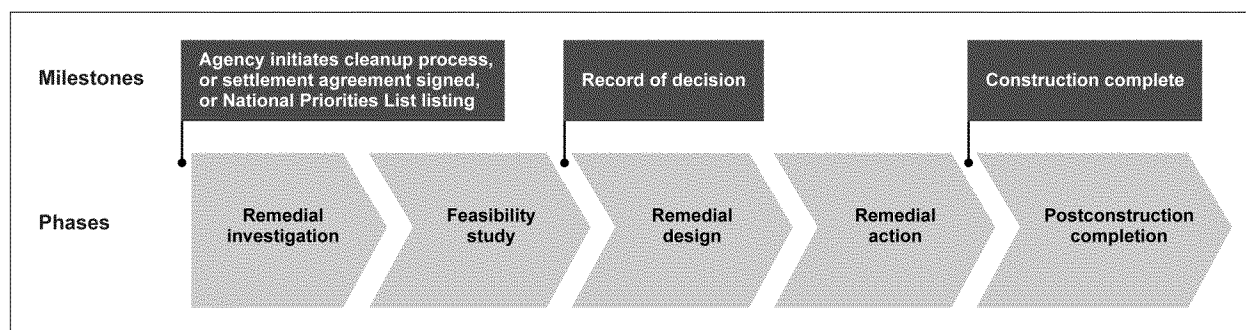 Milestones
Agency initiates cleanup process,
or settlement agreement signed,
or National Priorities List listing
Record of decision
Construction complete
Phases
Remedial
investigation
Feasibility
study
Remedial
design
Remedial
action
Postconstruction
completion